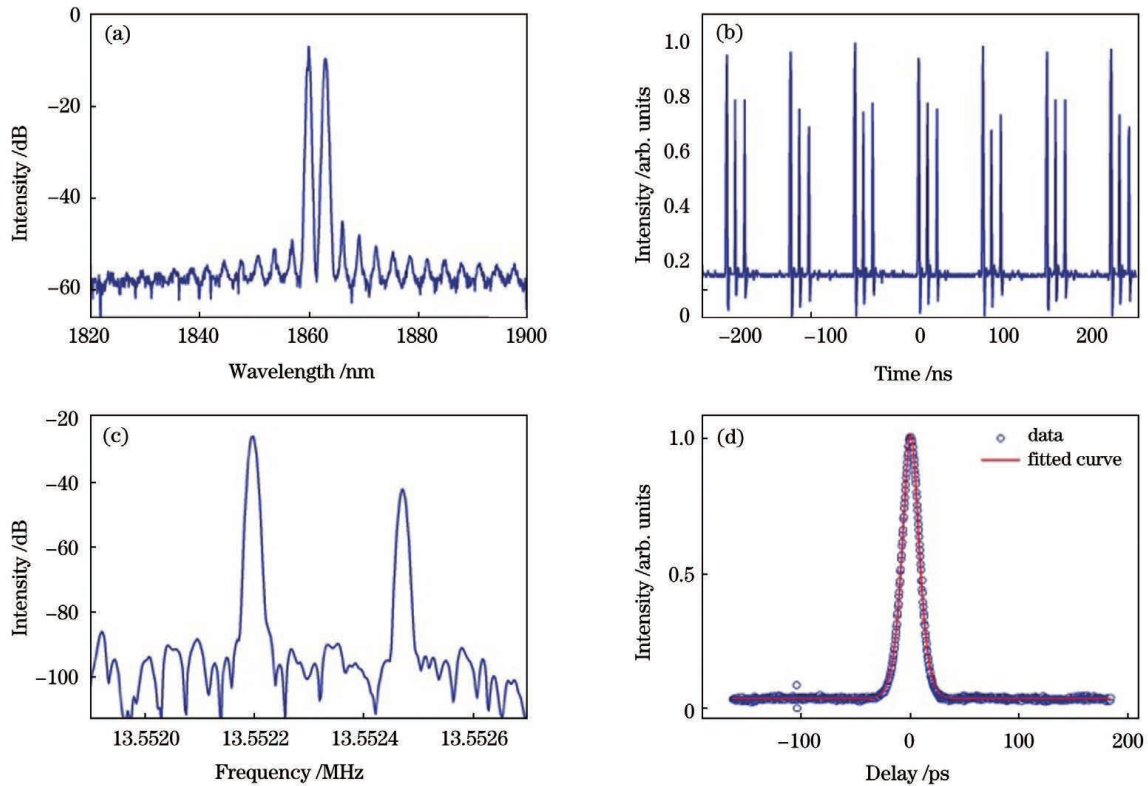 (a)
Intensity /dB
0
−20
−40
−60
1820
1840
1860
1880
1900
Wavelength /nm
(b)
Intensity /arb. units
1.0
0.8
0.6
0.4
0.2
0
−200
−100
0
100
200
Time /ns
(c)
Intensity /dB
−20
−40
−60
−80
−100
13.5520
13.5522
13.5524
13.5526
Frequency /MHz
(d)
data
fitted curve
Intensity /arb. units
1.0
0.5
0
−100
0
100
200
Delay /ps